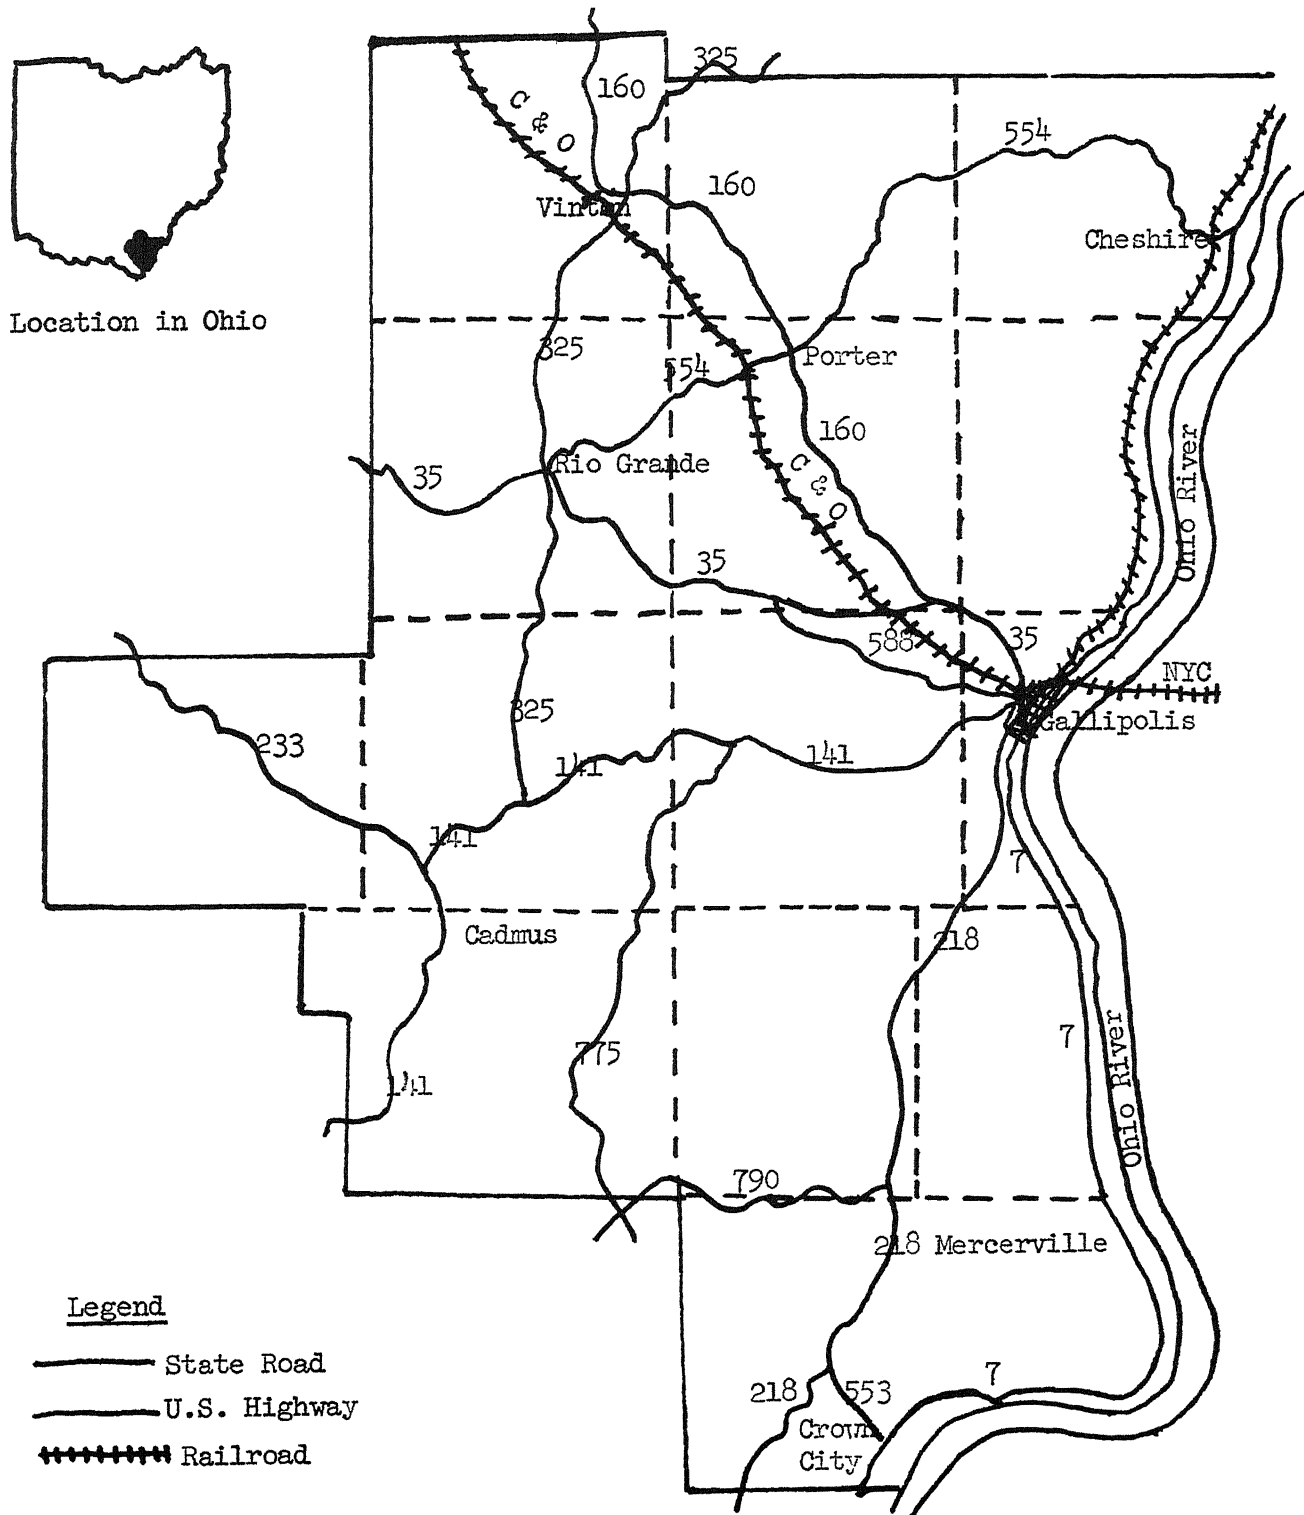 325
160
C & O
554
160
Vinton
Cheshire
Location in Ohio
325
554
Porter
160
Rio Grande
35
C & O
Ohio River
35
588
35
NYC
Gallipolis
325
233
141
141
141
7
218
Cadmus
7
775
Ohio River
141
790
218 Mercerville
Legend
State Road
U.S. Highway
Railroad
7
218
553
Crown
City